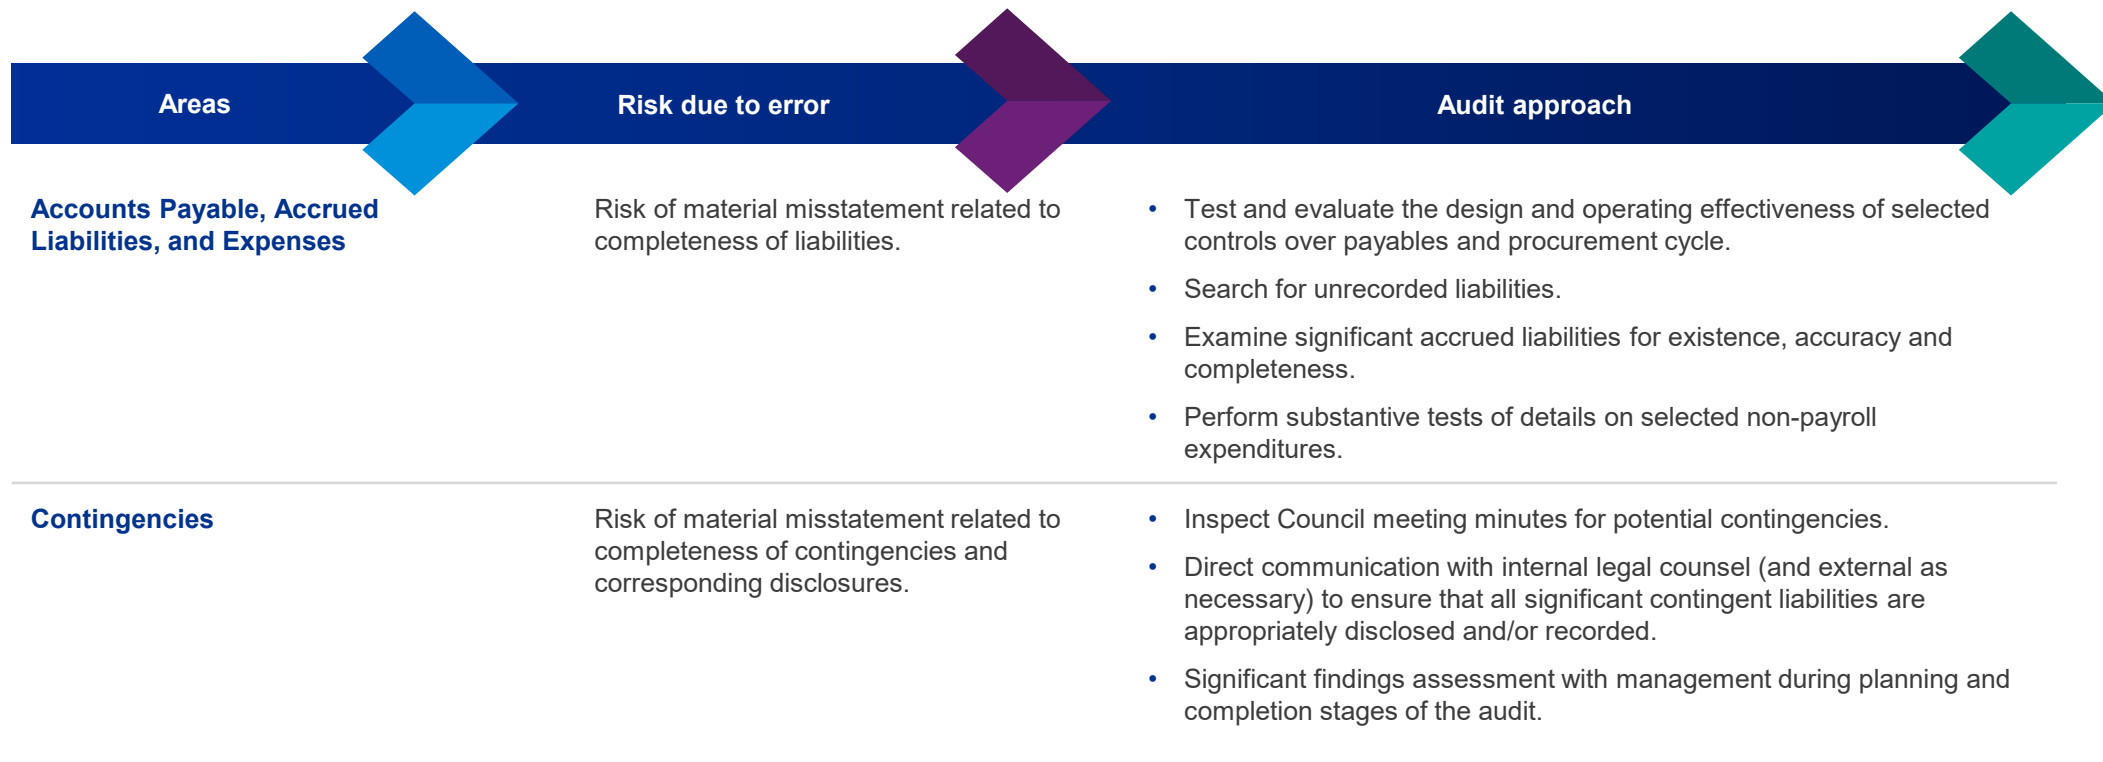 Areas
Risk due to error
Audit approach
Accounts Payable, Accrued
Liabilities, and Expenses
Risk of material misstatement related to
completeness of liabilities.
• Test and evaluate the design and operating effectiveness of selected
controls over payables and procurement cycle.
• Search for unrecorded liabilities.
• Examine significant accrued liabilities for existence, accuracy and
completeness.
• Perform substantive tests of details on selected non-payroll
expenditures.
Contingencies
Risk of material misstatement related to
completeness of contingencies and
corresponding disclosures.
• Inspect Council meeting minutes for potential contingencies.
• Direct communication with internal legal counsel (and external as
necessary) to ensure that all significant contingent liabilities are
appropriately disclosed and/or recorded.
• Significant findings assessment with management during planning and
completion stages of the audit.